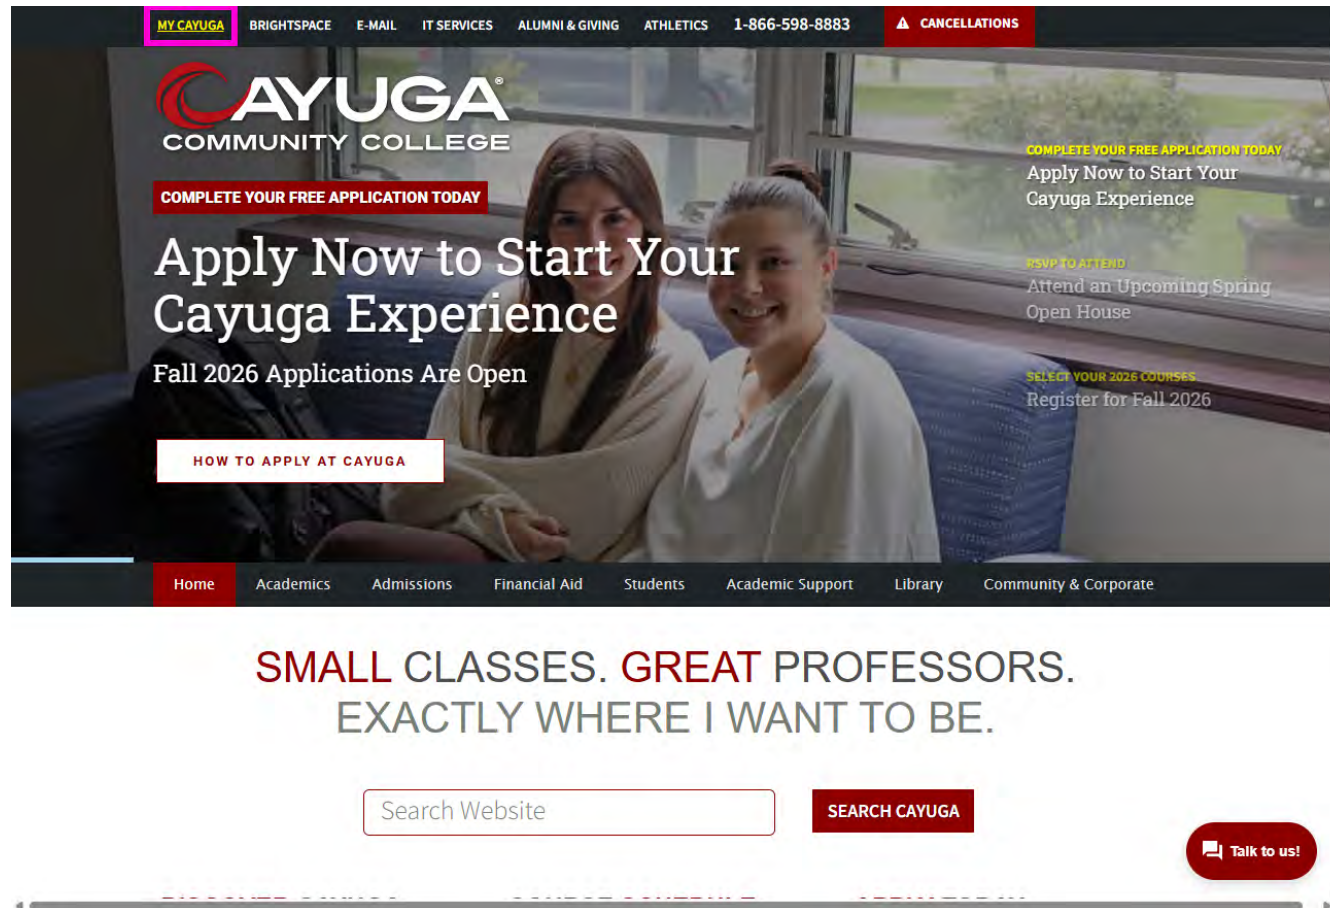 MY CAYUGA BRIGHTSPACE E-MAIL IT SERVICES ALUMNI & GIVING ATHLETICS 1-866-598-8883 CANCELLATIONS
CAYUGA®
COMMUNITY COLLEGE
COMPLETE YOUR FREE APPLICATION TODAY
Apply Now to Start Your
Cayuga Experience
Fall 2026 Applications Are Open
HOW TO APPLY AT CAYUGA
COMPLETE YOUR FREE APPLICATION TODAY
Apply Now to Start Your
Cayuga Experience
RSVP TO ATTEND
Attend an Upcoming Spring
Open House
SELECT YOUR 2026 COURSES
Register for Fall 2026
Home Academics Admissions Financial Aid Students Academic Support Library Community & Corporate
SMALL CLASSES. GREAT PROFESSORS.
EXACTLY WHERE I WANT TO BE.
Search Website
SEARCH CAYUGA
Talk to us!